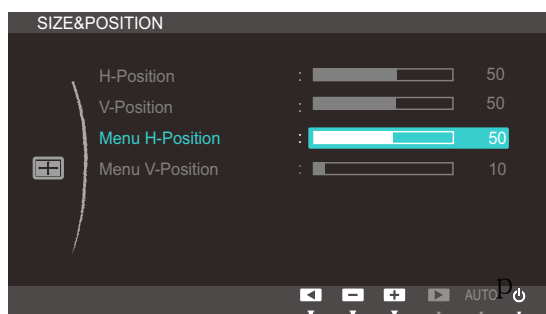 SIZE&POSITION
H-Position : 50
V-Position : 50
Menu H-Position : 50
Menu V-Position : 10
AUTO p